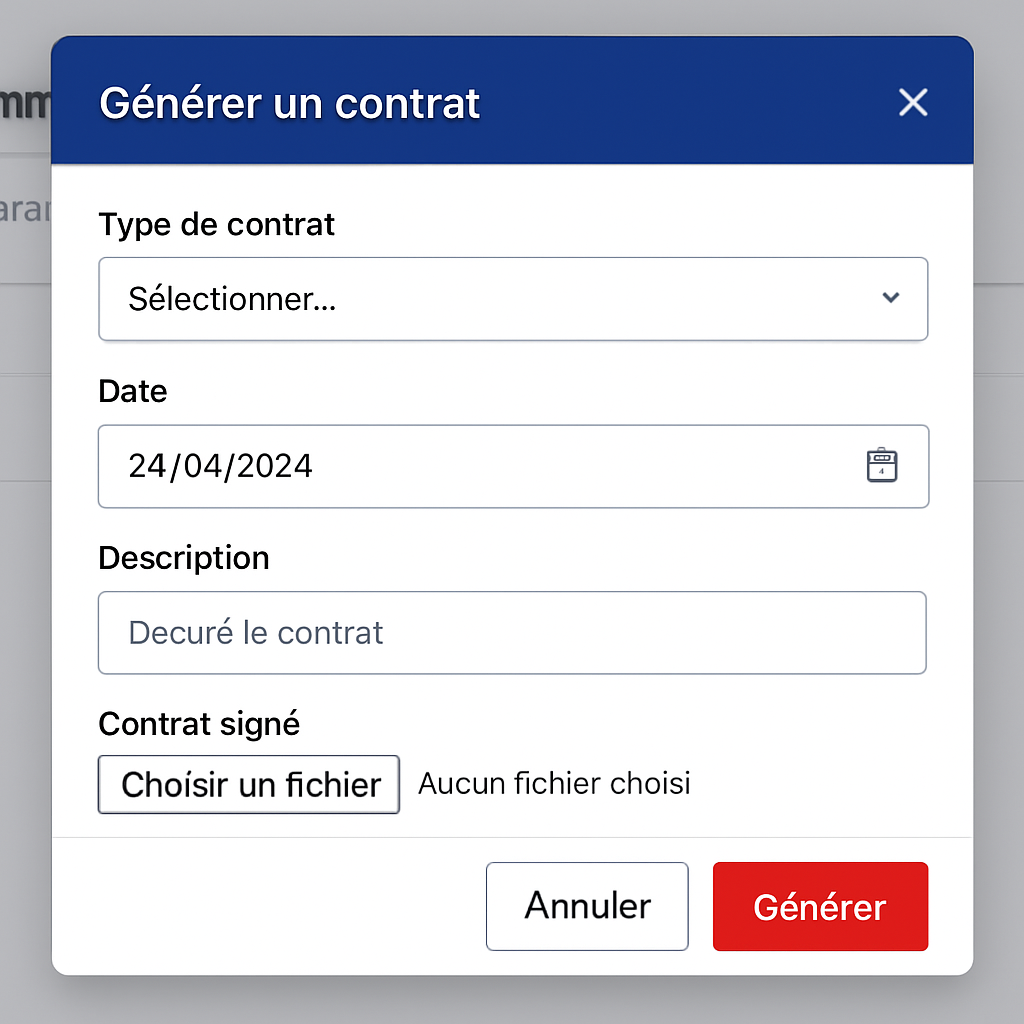 Générer un contrat
Type de contrat
Sélectionner...
Date
24/04/2024
4
Description
Decuré le contrat
Contrat signé
Choísir un fichier Aucun fichier choisi
Annuler Générer